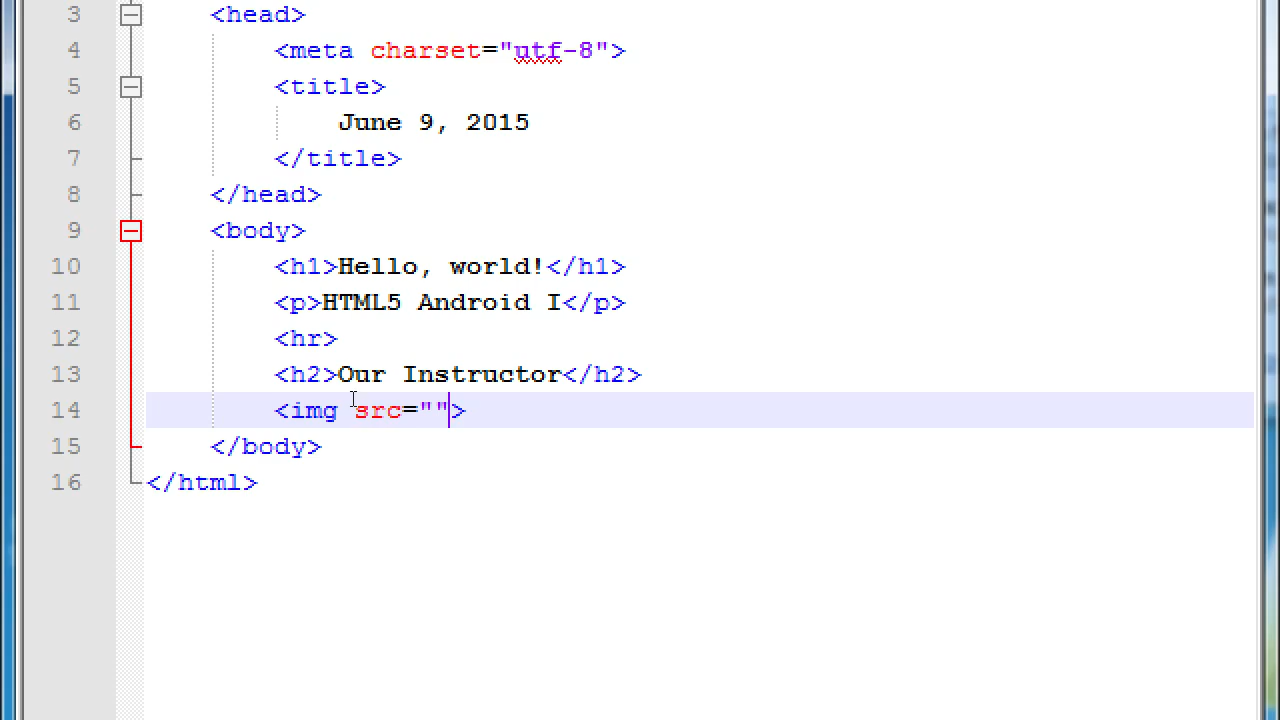 3 <head>
4 <meta charset="utf-8">
5 <title>
6 June 9, 2015
7 </title>
8 </head>
9 <body>
10 <h1>Hello, world!</h1>
11 <p>HTML5 Android I</p>
12 <hr>
13 <h2>Our Instructor</h2>
14 <img src="">
15 </body>
16 </html>